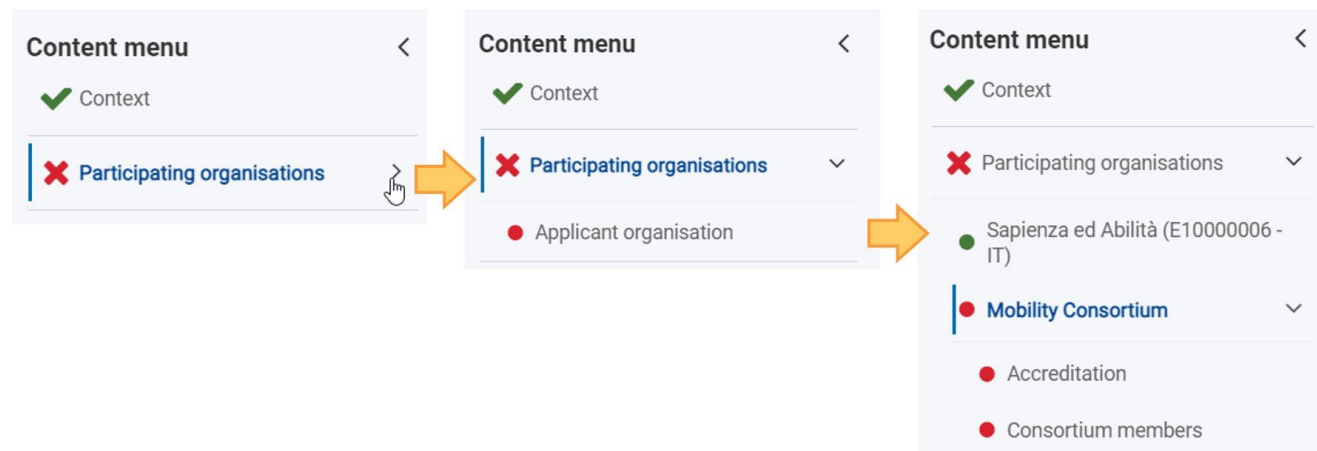 Content menu
Context
Participating organisations
Content menu
Context
Participating organisations
Applicant organisation
Content menu
Context
Participating organisations
Sapienza ed Abilità (E10000006 -
IT)
Mobility Consortium
Accreditation
Consortium members